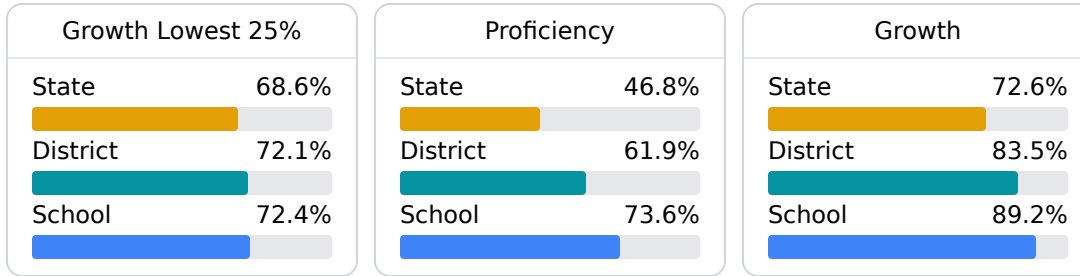 Growth Lowest 25%
State 68.6%
District 72.1%
School 72.4%
Proficiency
State 46.8%
District 61.9%
School 73.6%
Growth
State 72.6%
District 83.5%
School 89.2%